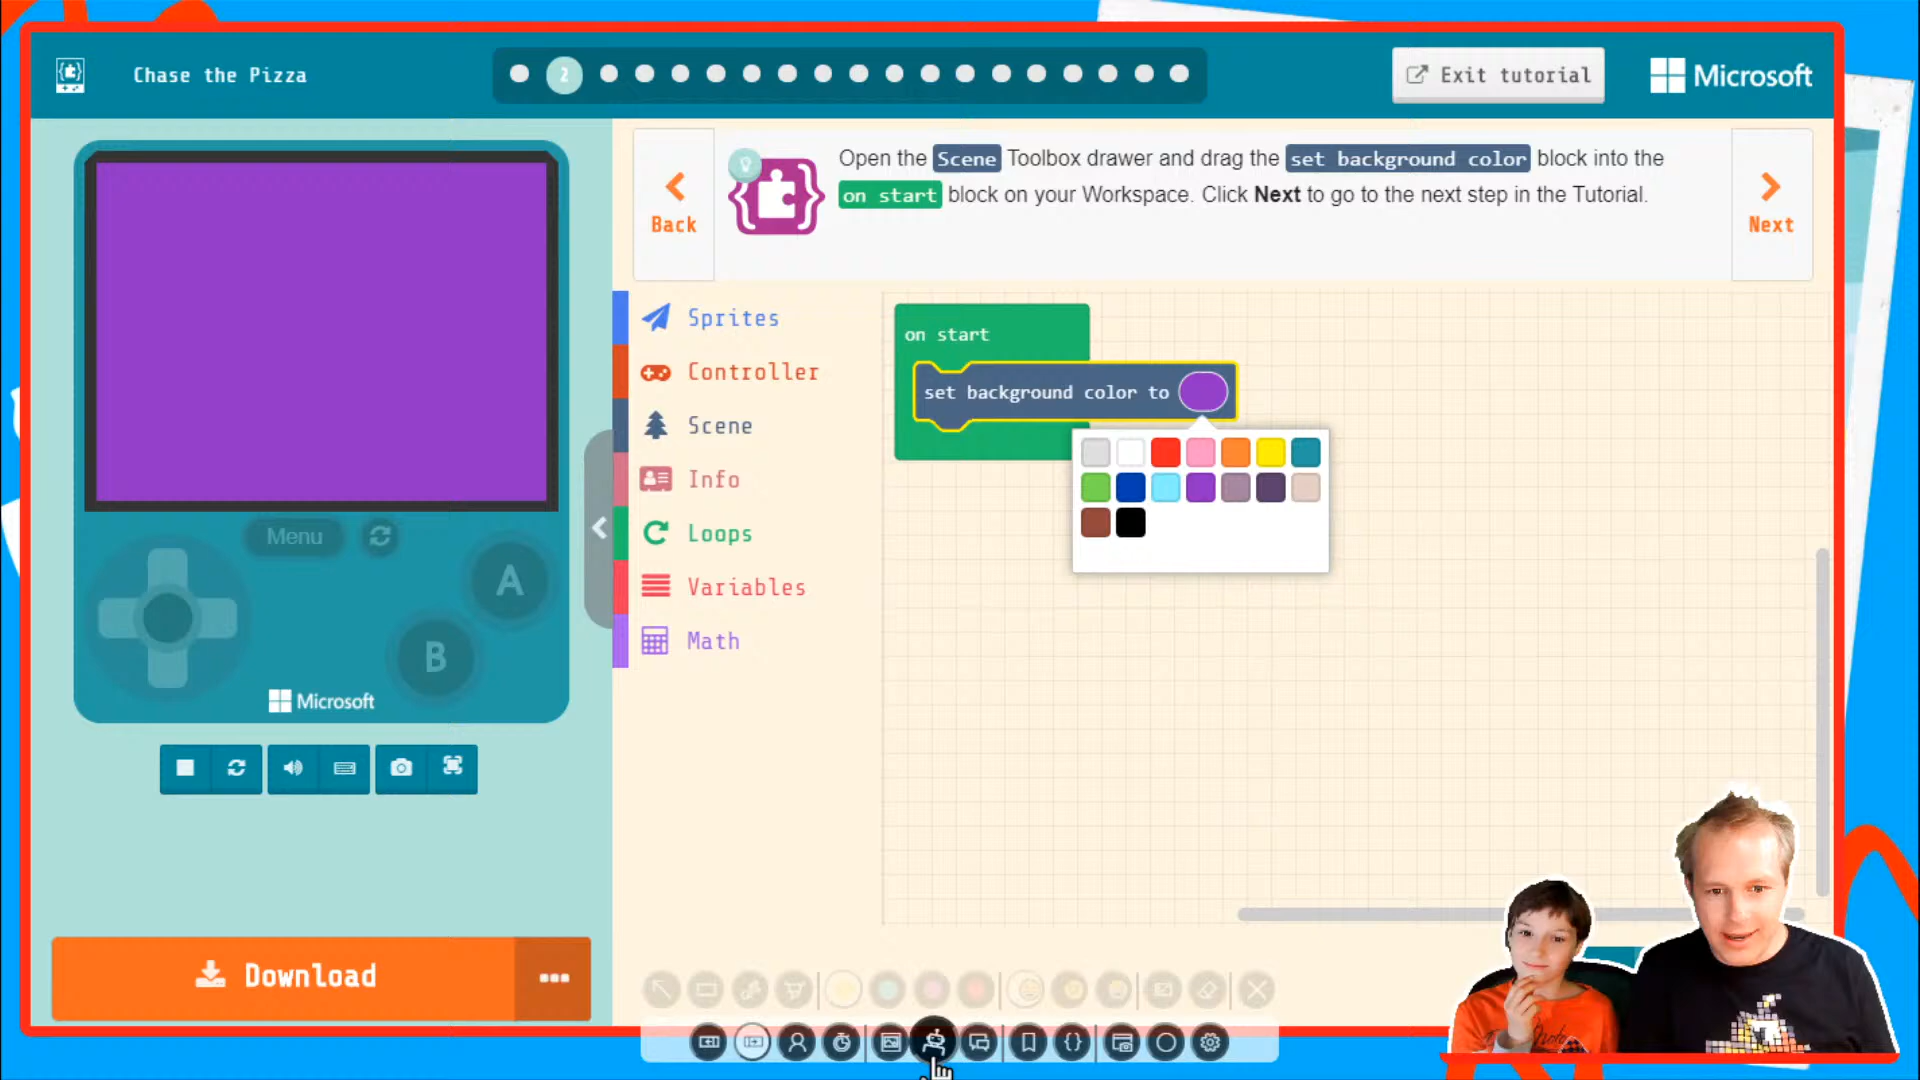 Chase the Pizza
2
Exit tutorial
Microsoft
Back
Open the Scene Toolbox drawer and drag the set background color block into the
on start block on your Workspace. Click Next to go to the next step in the Tutorial.
Next
Sprites
Controller
Scene
Info
Loops
Variables
Math
on start
set background color to
Menu
A
B
Microsoft
Download